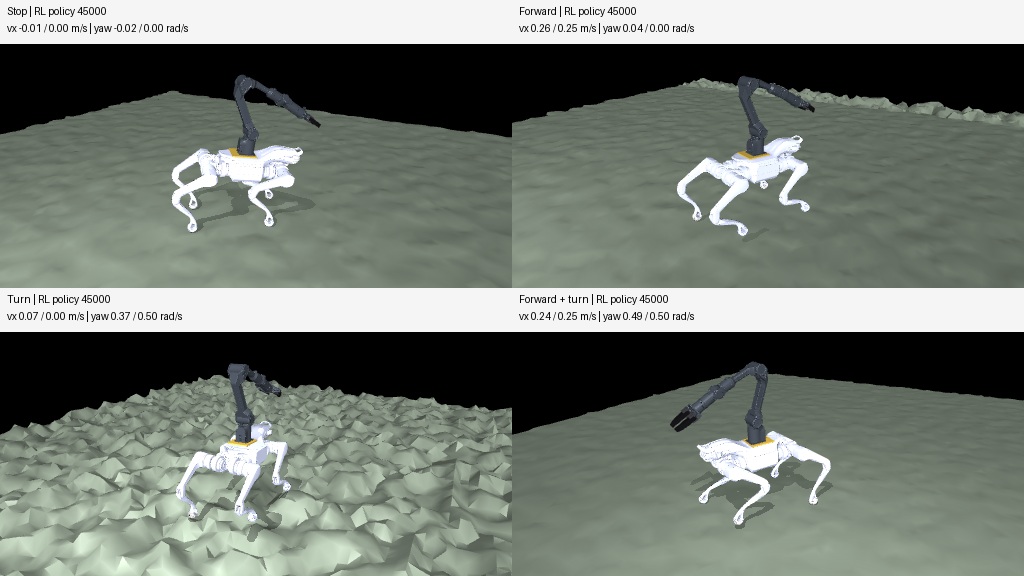 Stop | RL policy 45000
vx -0.01 / 0.00 m/s | yaw -0.02 / 0.00 rad/s
Forward | RL policy 45000
vx 0.26 / 0.25 m/s | yaw 0.04 / 0.00 rad/s
Turn | RL policy 45000
vx 0.07 / 0.00 m/s | yaw 0.37 / 0.50 rad/s
Forward + turn | RL policy 45000
vx 0.24 / 0.25 m/s | yaw 0.49 / 0.50 rad/s